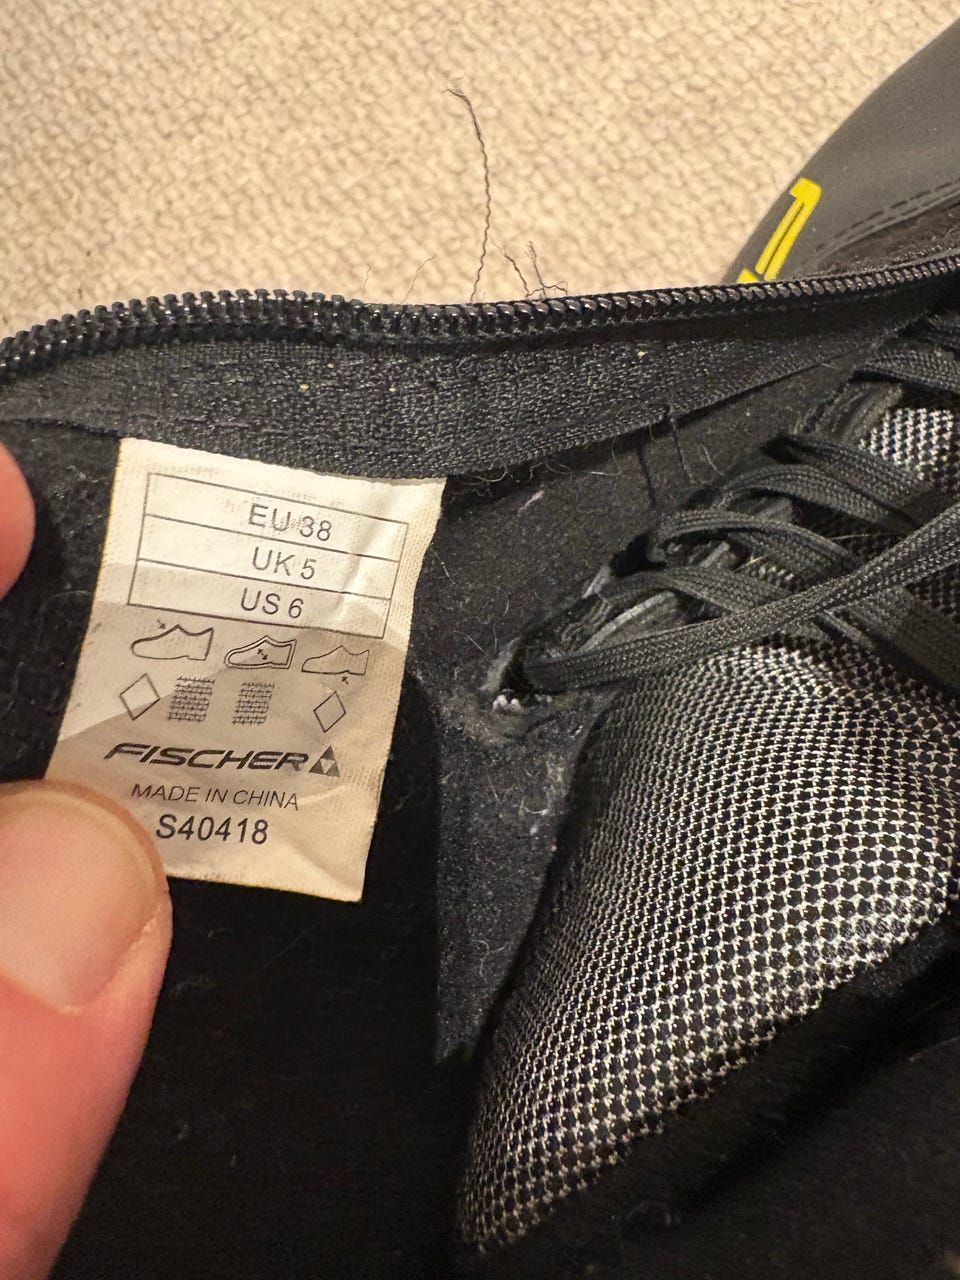 EU 38
UK 5
US 6
FISCHER
MADE IN CHINA
S40418